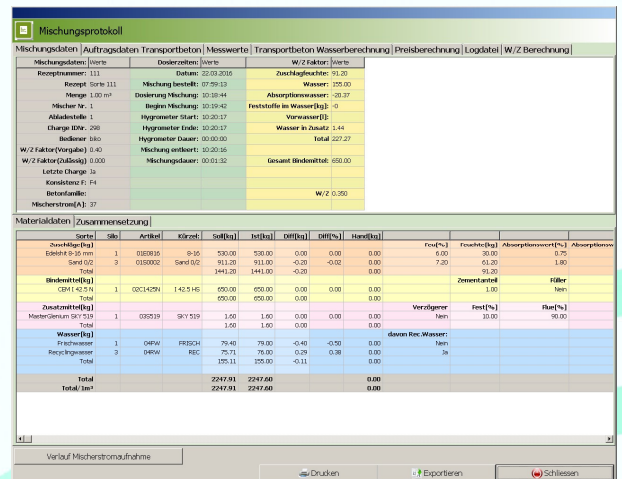 Mischungsprotokoll
Mischungsdaten Auftragsdaten Transportbeton Messwerte Transportbeton Wasserberechnung Preisberechnung Logdatei W/Z Berechnung
Mischungsdaten: Werte Dosierzeiten: Werte W/Z Faktor: Werte
Rezeptnummer: 111 Datum: 22.03.2016 Zuschlagfeuchte: 91.20
Rezept Sorte 111 Mischung bestellt: 07:59:13 Wasser: 155.00
Menge 1.00 m³ Dosierung Mischung: 10:18:44 Absorptionswasser: -20.37
Mischer Nr. 1 Beginn Mischung: 10:19:42 Feststoffe im Wasser[kg]: -0
Abladestelle 1 Hygrometer Start: 10:20:17 Vorwasser[l]:
Charge IDNr. 298 Hygrometer Ende: 10:20:17 Wasser in Zusatz 1.44
Bediener biko Hygrometer Dauer: 00:00:00 Total 227.27
W/Z Faktor(Vorgabe) 0.40 Mischung entleert: 10:20:16
W/Z Faktor(Zulässig) 0.000 Mischungsdauer: 00:01:32 Gesamt Bindemittel: 650.00
Letzte Charge Ja
Konsistenz F: F4
Betonfamilie: W/Z 0.350
Mischerstrom[A]: 37
Materialdaten Zusammensetzung
Sorte Silo Artikel Kürzel: Soll[kg] Ist[kg] Diff[kg] Diff[%] Hand[kg]
Zuschläge[kg] Feu[%] Feuchte[kg] Absorptionswert[%] Absorptionsw
Edelshit 8-16 mm 1 01E0816 8-16 530.00 530.00 0.00 0.00 0.00 6.00 30.00 0.75
Sand 0/2 3 01S0002 Sand 0/2 911.20 911.00 -0.20 -0.02 0.00 7.20 61.20 1.80
Total 1441.20 1441.00 -0.20 0.00 91.20
Bindemittel[kg] Zementanteil Füller
CEM I 42.5 N 1 02C1425N I 42.5 HS 650.00 650.00 0.00 0.00 0.00 1.00 Nein
Total 650.00 650.00 0.00 0.00
Zusatzmittel[kg] Verzögerer Fest[%] Flue[%]
MasterGlenium SKY 519 1 03S519 SKY 519 1.60 1.60 0.00 0.00 0.00 Nein 10.00 90.00
Total 1.60 1.60 0.00 0.00
Wasser[kg] davon Rec.Wasser:
Frischwasser 1 04FW FRISCH 79.40 79.00 -0.40 -0.50 0.00 Nein
Recyclingwasser 3 04RW REC 75.71 76.00 0.29 0.38 0.00 Ja
Total 155.11 155.00 -0.11 0.00
Total 2247.91 2247.60 0.00
Total/1m³ 2247.91 2247.60 0.00
Verlauf Mischerstromaufnahme
Drucken Exportieren Schliessen